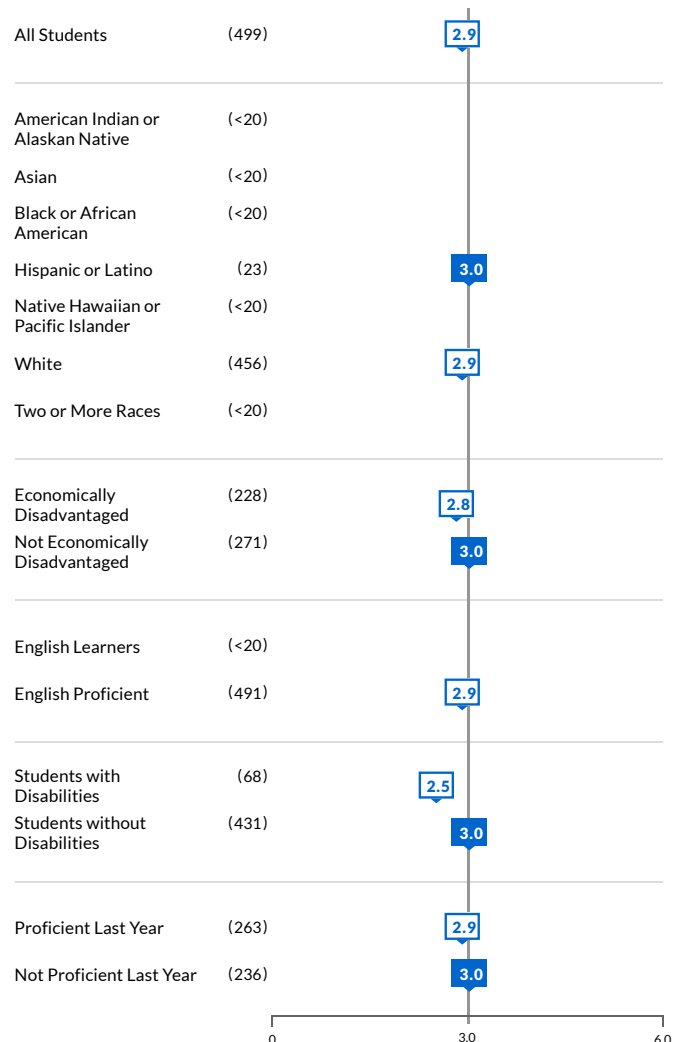 All Students (499) 2.9
American Indian or (<20)
Alaskan Native
Asian (<20)
Black or African (<20)
American
Hispanic or Latino (23) 3.0
Native Hawaiian or (<20)
Pacific Islander
White (456) 2.9
Two or More Races (<20)
Economically (228) 2.8
Disadvantaged
Not Economically (271) 3.0
Disadvantaged
English Learners (<20)
English Proficient (491) 2.9
Students with (68) 2.5
Disabilities
Students without (431) 3.0
Disabilities
Proficient Last Year (263) 2.9
Not Proficient Last Year (236) 3.0
0 3.0 6.0